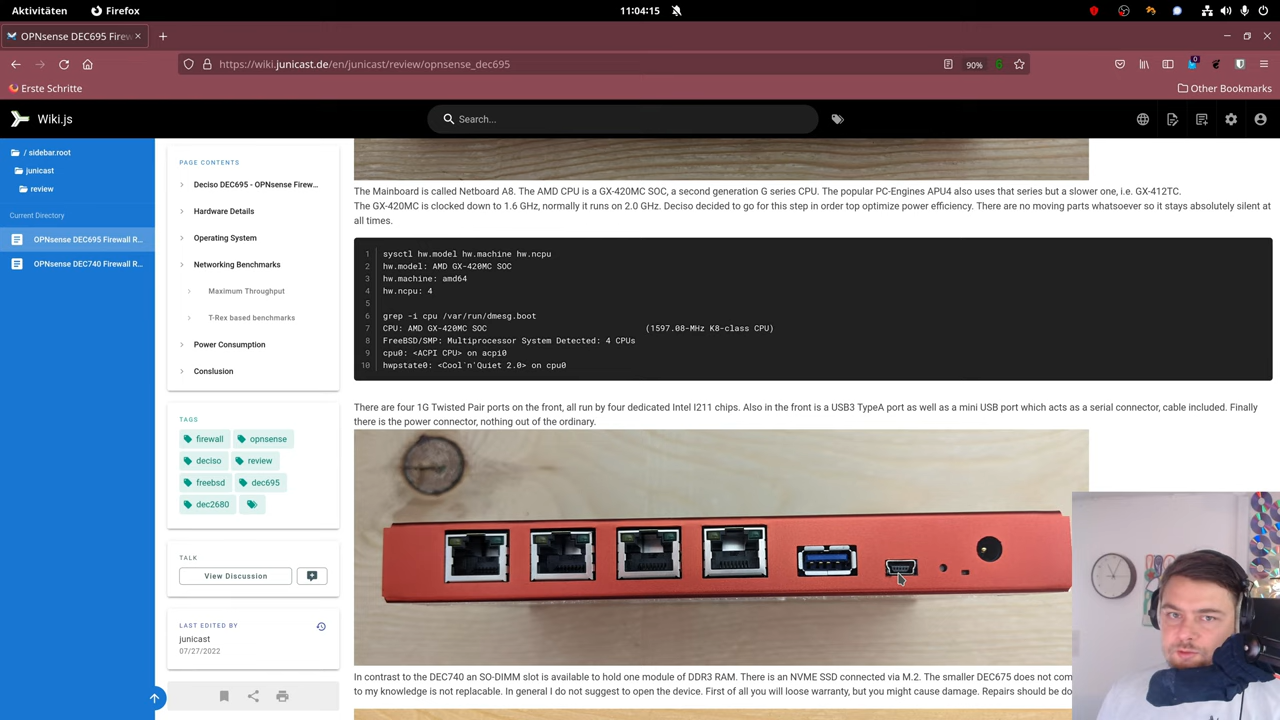 Aktivitäten
Firefox
11:04:15
OPNsense DEC695 Firew
https://wiki.junicast.de/en/junicast/review/opnsense_dec695
90%
0
6
Erste Schritte
Other Bookmarks
Wiki.js
Search...
/ sidebar.root
junicast
review
Current Directory
OPNsense DEC695 Firewall R...
OPNsense DEC740 Firewall R...
PAGE CONTENTS
Deciso DEC695 - OPNsense Firew...
Hardware Details
Operating System
Networking Benchmarks
Maximum Throughput
T-Rex based benchmarks
Power Consumption
Conslusion
TAGS
firewall
opnsense
deciso
review
freebsd
dec695
dec2680
TALK
View Discussion
LAST EDITED BY
junicast
07/27/2022
The Mainboard is called Netboard A8. The AMD CPU is a GX-420MC SOC, a second generation G series CPU. The popular PC-Engines APU4 also uses that series but a slower one, i.e. GX-412TC.
The GX-420MC is clocked down to 1.6 GHz, normally it runs on 2.0 GHz. Deciso decided to go for this step in order top optimize power efficiency. There are no moving parts whatsoever so it stays absolutely silent at
all times.
1 sysctl hw.model hw.machine hw.ncpu
2 hw.model: AMD GX-420MC SOC
3 hw.machine: amd64
4 hw.ncpu: 4
5
6 grep -i cpu /var/run/dmesg.boot
7 CPU: AMD GX-420MC SOC (1597.08-MHz K8-class CPU)
8 FreeBSD/SMP: Multiprocessor System Detected: 4 CPUs
9 cpu0: <ACPI CPU> on acpi0
10 hwpstate0: <Cool`n'Quiet 2.0> on cpu0
There are four 1G Twisted Pair ports on the front, all run by four dedicated Intel I211 chips. Also in the front is a USB3 TypeA port as well as a mini USB port which acts as a serial connector, cable included. Finally
there is the power connector, nothing out of the ordinary.
In contrast to the DEC740 an SO-DIMM slot is available to hold one module of DDR3 RAM. There is an NVME SSD connected via M.2. The smaller DEC675 does not com
to my knowledge is not replacable. In general I do not suggest to open the device. First of all you will loose warranty, but you might cause damage. Repairs should be do